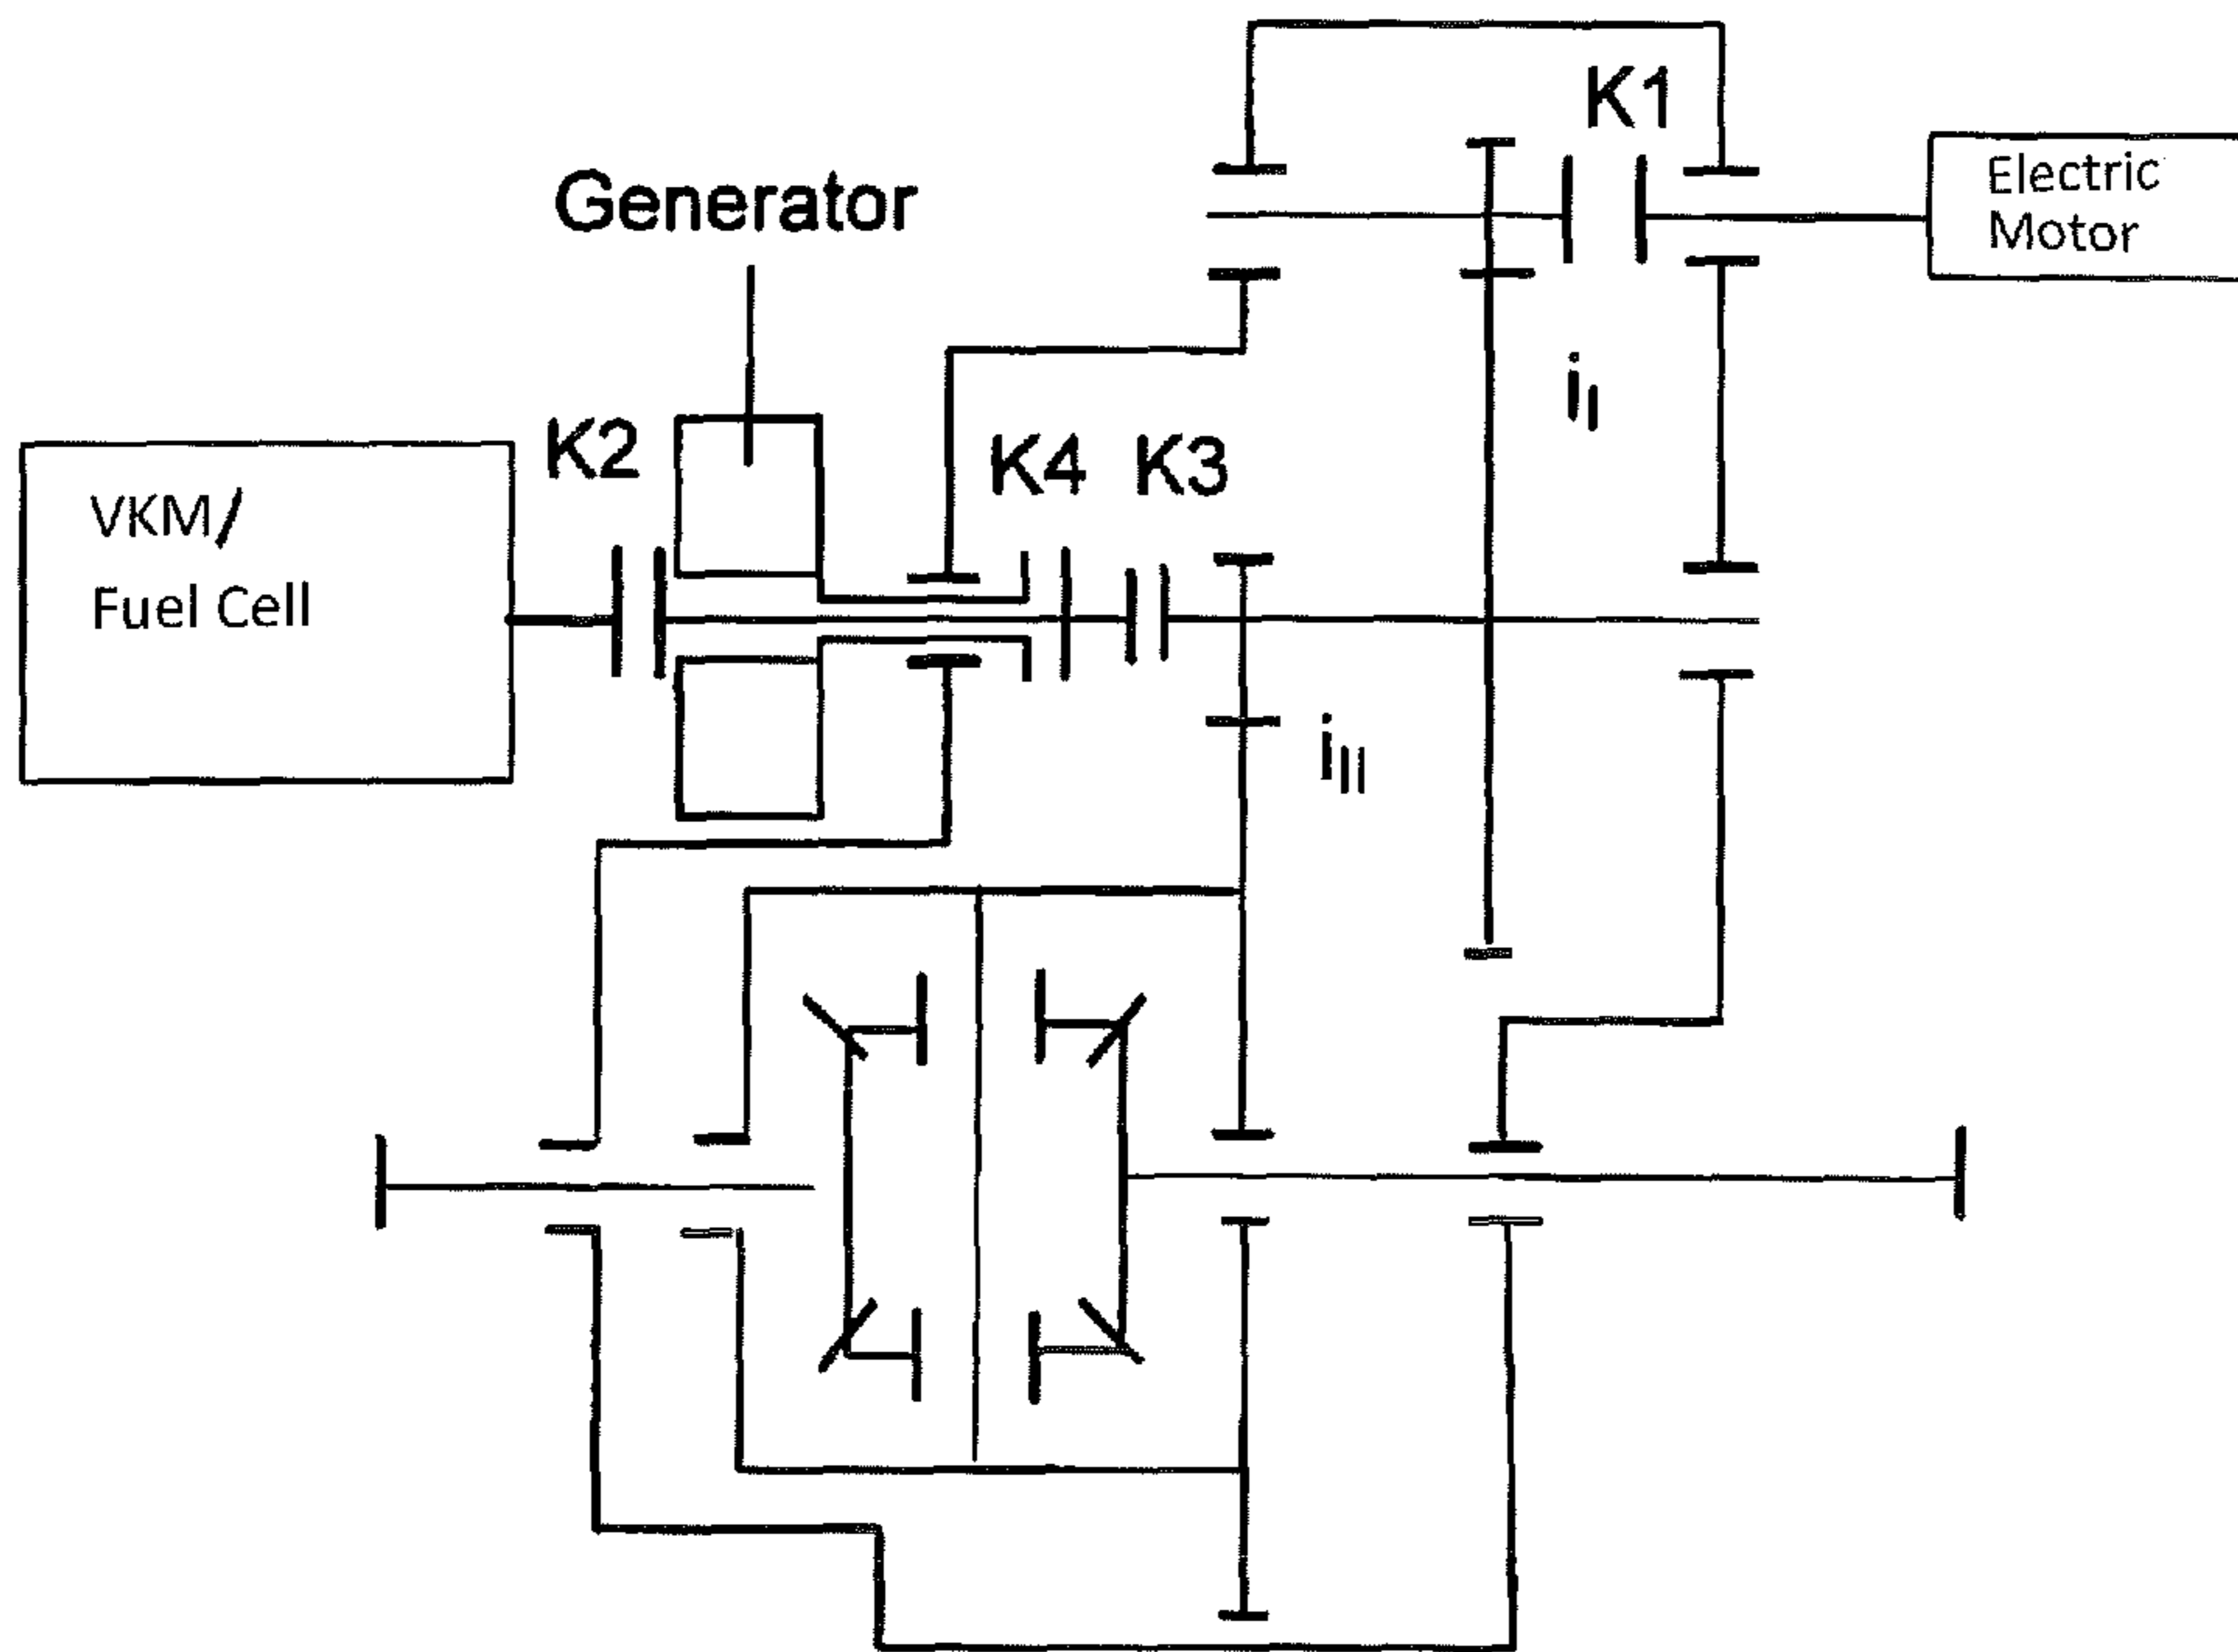 K1
Electric
Motor
Generator
iI
K2
K4
K3
VKM/
Fuel Cell
iII